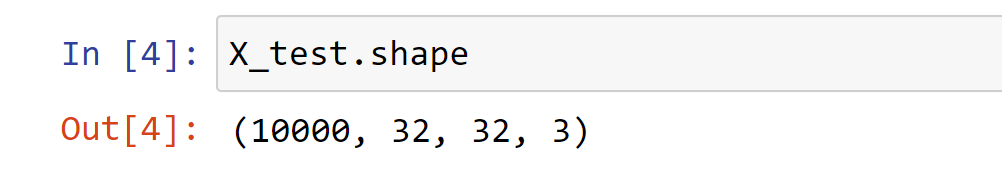 In [4]: X_test.shape
Out[4]: (10000, 32, 32, 3)